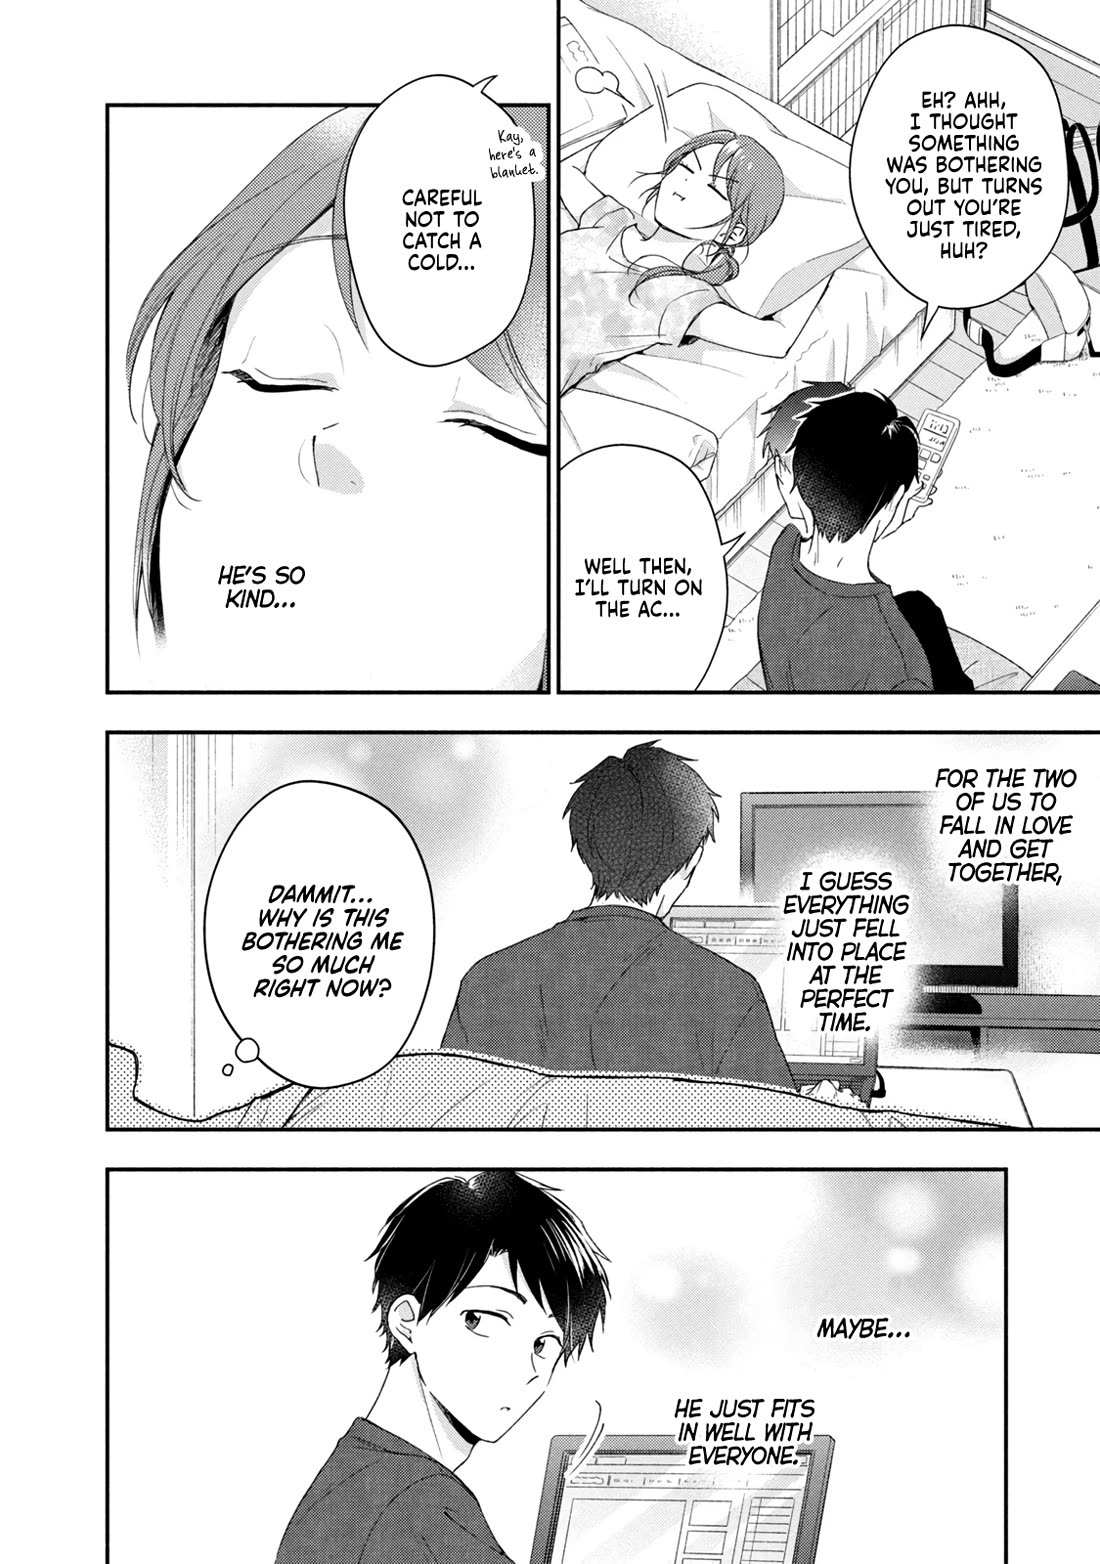 EH? AHH,
I THOUGHT
SOMETHING
WAS BOTHERING
YOU, BUT TURNS
OUT YOU'RE
JUST TIRED,
HUH?
WELL THEN,
I'LL TURN ON
THE AC...
Kay,
here's a
blanket.
CAREFUL
NOT TO
CATCH A
COLD...
HE'S SO
KIND...
FOR THE TWO
OF US TO
FALL IN LOVE
AND GET
TOGETHER,
I GUESS
EVERYTHING
JUST FELL
INTO PLACE
AT THE
PERFECT
TIME.
DAMMIT...
WHY IS THIS
BOTHERING ME
SO MUCH
RIGHT NOW?
MAYBE...
HE JUST FITS
IN WELL WITH
EVERYONE.